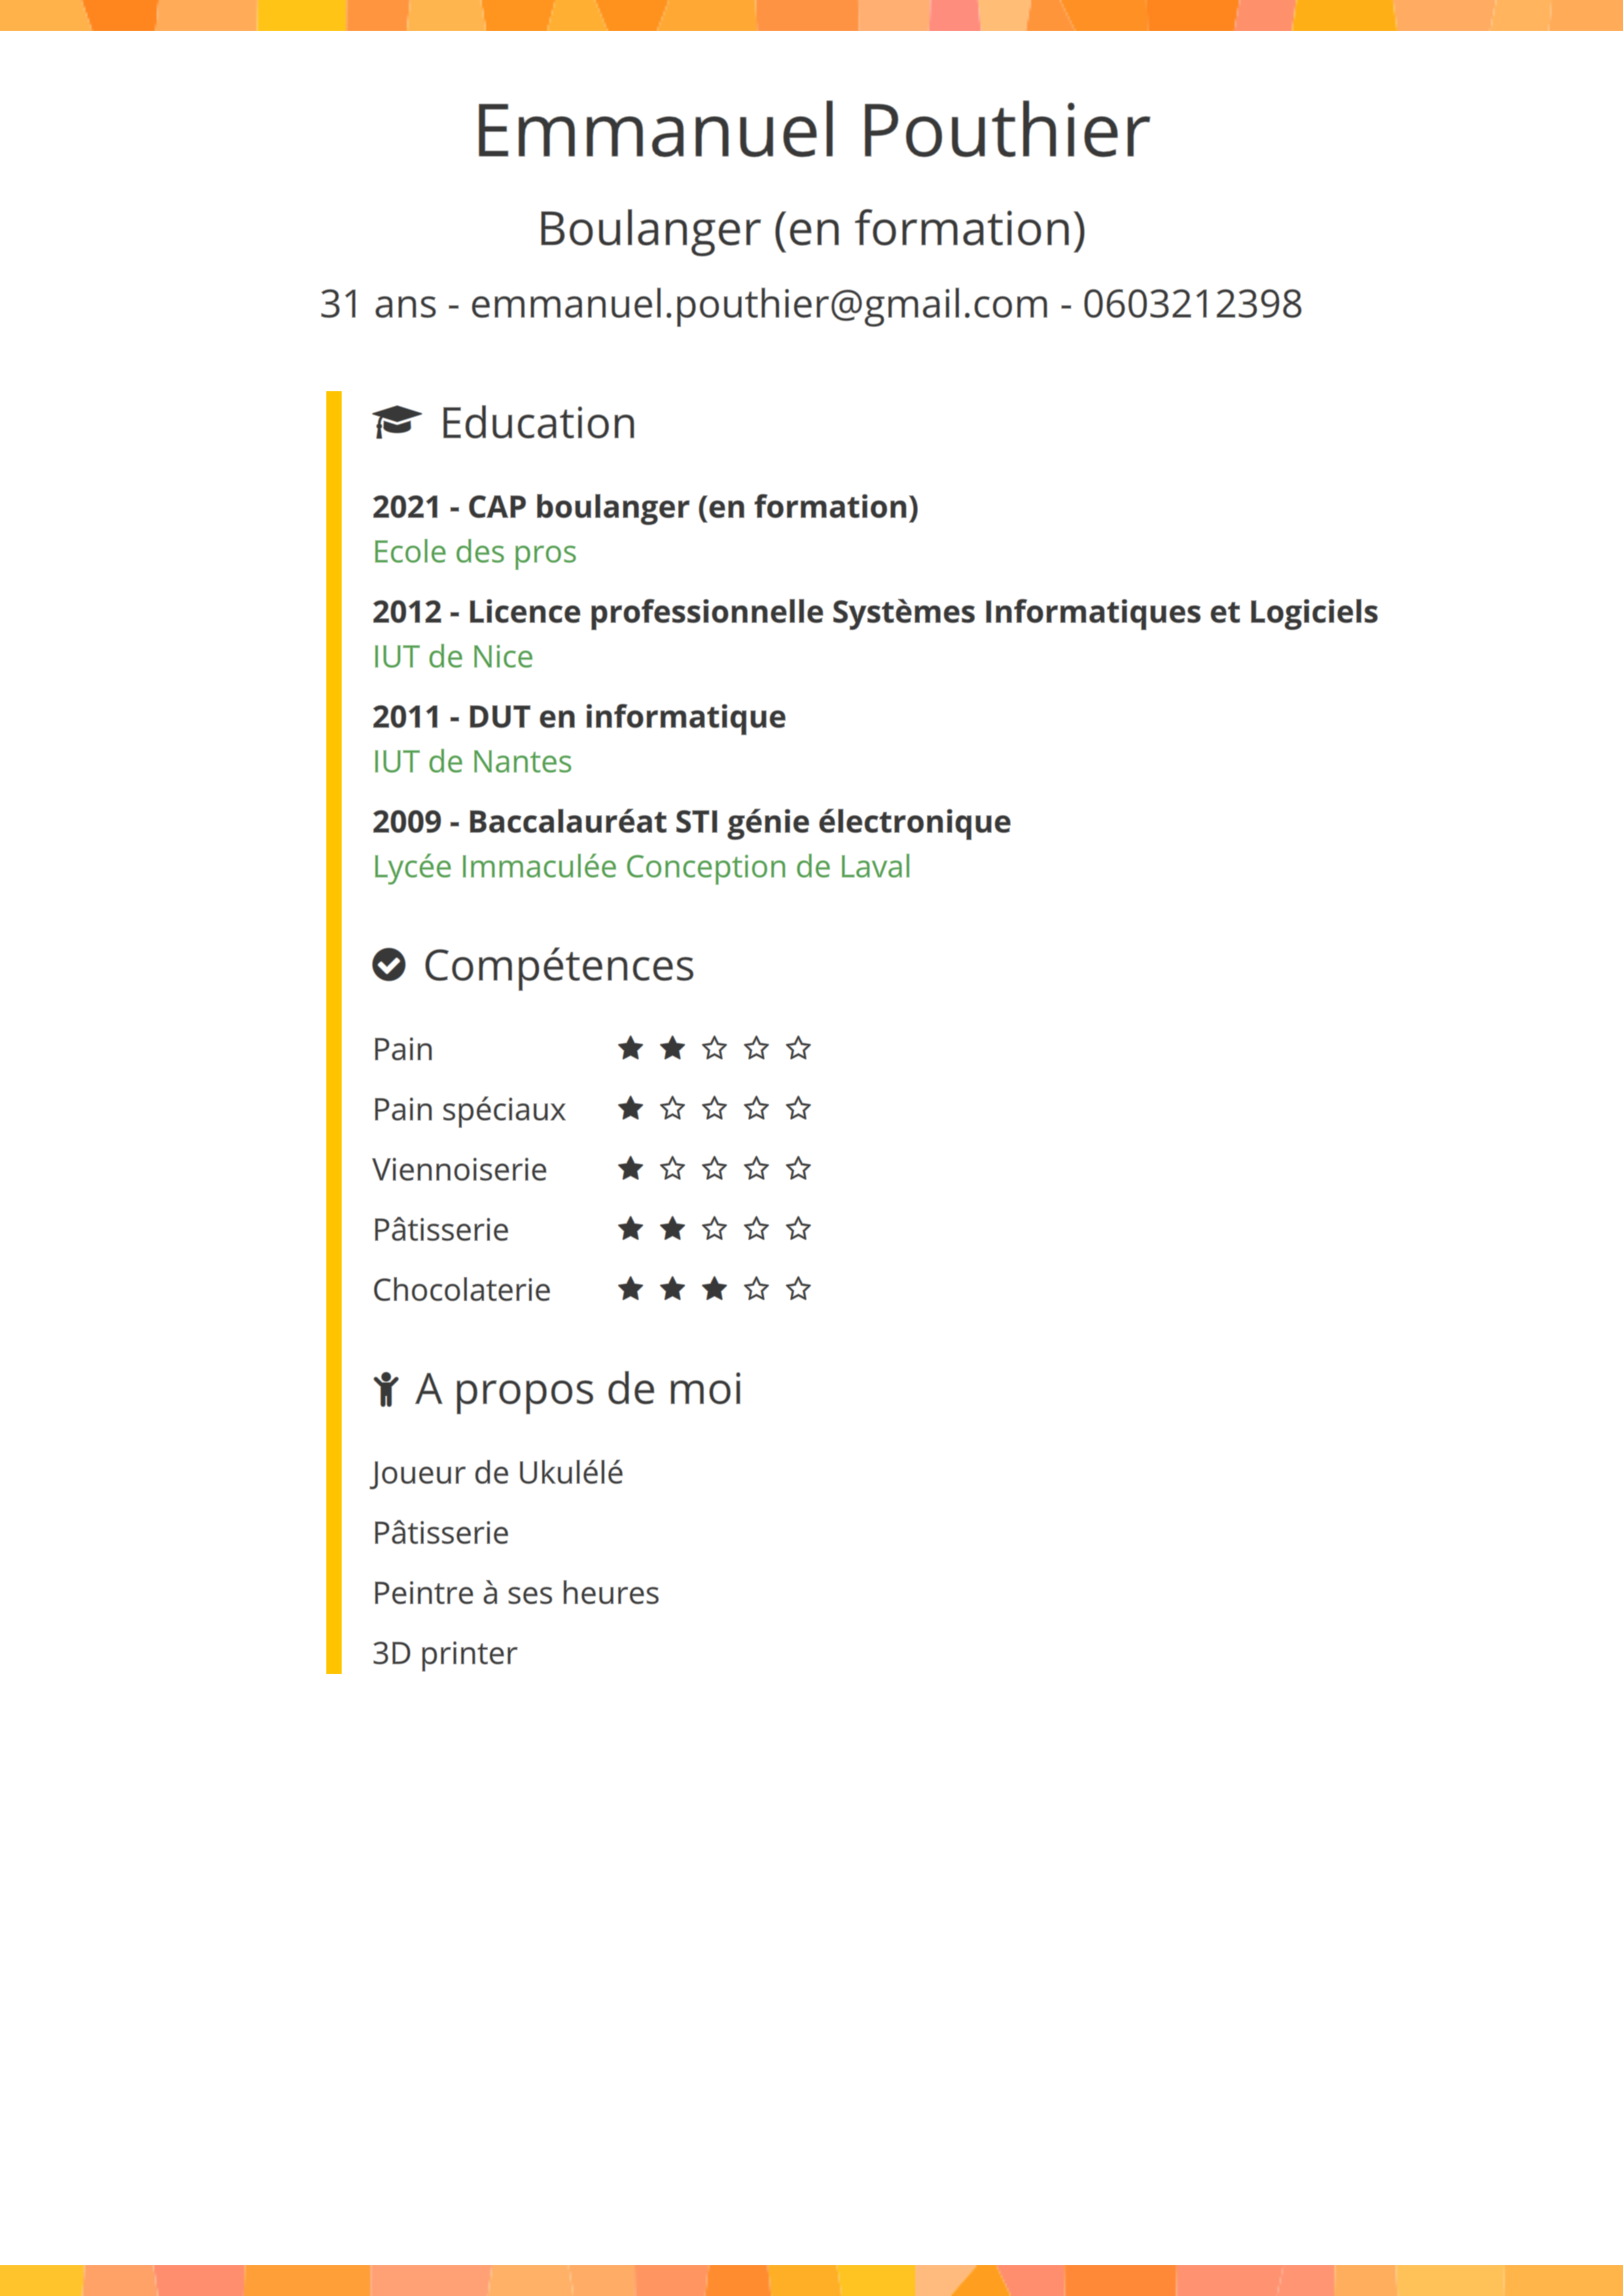 Emmanuel Pouthier
Boulanger (en formation)
31 ans - emmanuel.pouthier@gmail.com - 0603212398
Education
2021 - CAP boulanger (en formation)
Ecole des pros
2012 - Licence professionnelle Systèmes Informatiques et Logiciels
IUT de Nice
2011 - DUT en informatique
IUT de Nantes
2009 - Baccalauréat STI génie électronique
Lycée Immaculée Conception de Laval
Compétences
Pain
Pain spéciaux
Viennoiserie
Pâtisserie
Chocolaterie
A propos de moi
Joueur de Ukulélé
Pâtisserie
Peintre à ses heures
3D printer